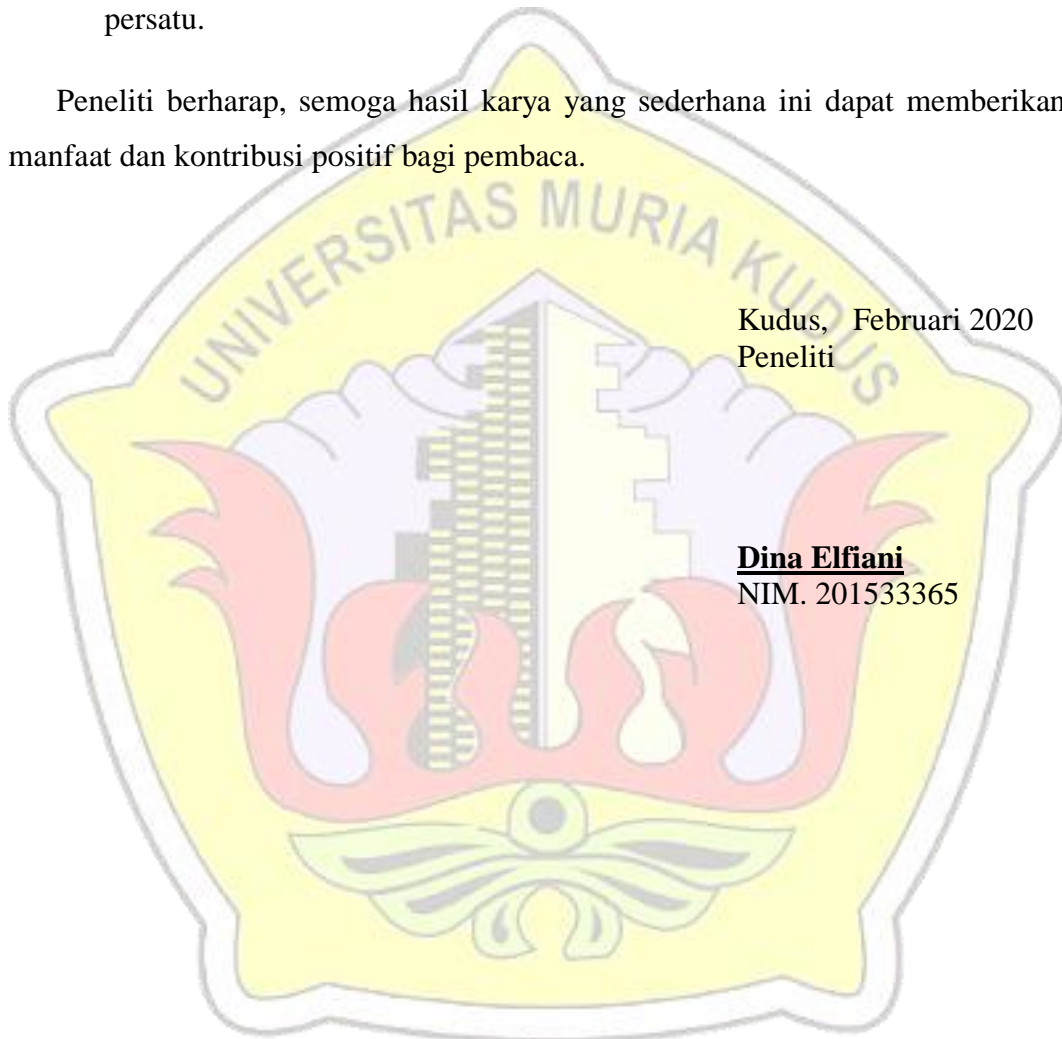 persatu.
Peneliti berharap, semoga hasil karya yang sederhana ini dapat memberikan
manfaat dan kontribusi positif bagi pembaca.
UNIVERSITAS MURIA KUDUS
Kudus, Februari 2020
Peneliti
Dina Elfiani
NIM. 201533365